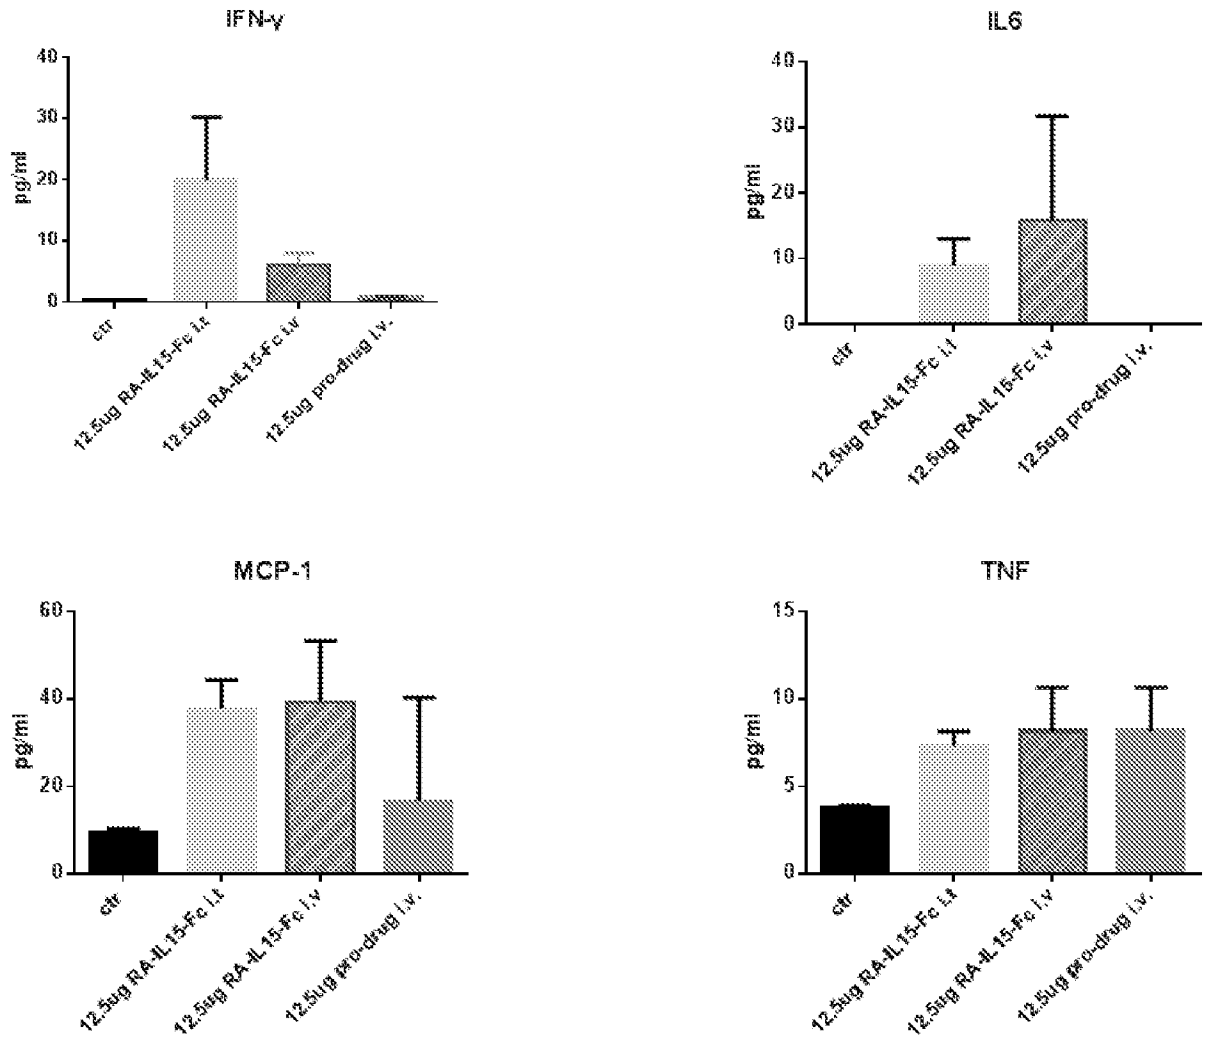 IFN-γ
40
30
20
10
0
pg/ml
ctr
12.5ug RA-IL15-Fc i.t
12.5ug RA-IL15-Fc i.v
12.5ug pro-drug i.v.
IL6
40
30
20
10
0
pg/ml
ctr
12.5ug RA-IL15-Fc i.t
12.5ug RA-IL15-Fc i.v
12.5ug pro-drug i.v.
MCP-1
60
40
20
0
pg/ml
ctr
12.5ug RA-IL15-Fc i.t
12.5ug RA-IL15-Fc i.v
12.5ug pro-drug i.v.
TNF
15
10
5
0
pg/ml
ctr
12.5ug RA-IL15-Fc i.t
12.5ug RA-IL15-Fc i.v
12.5ug pro-drug i.v.